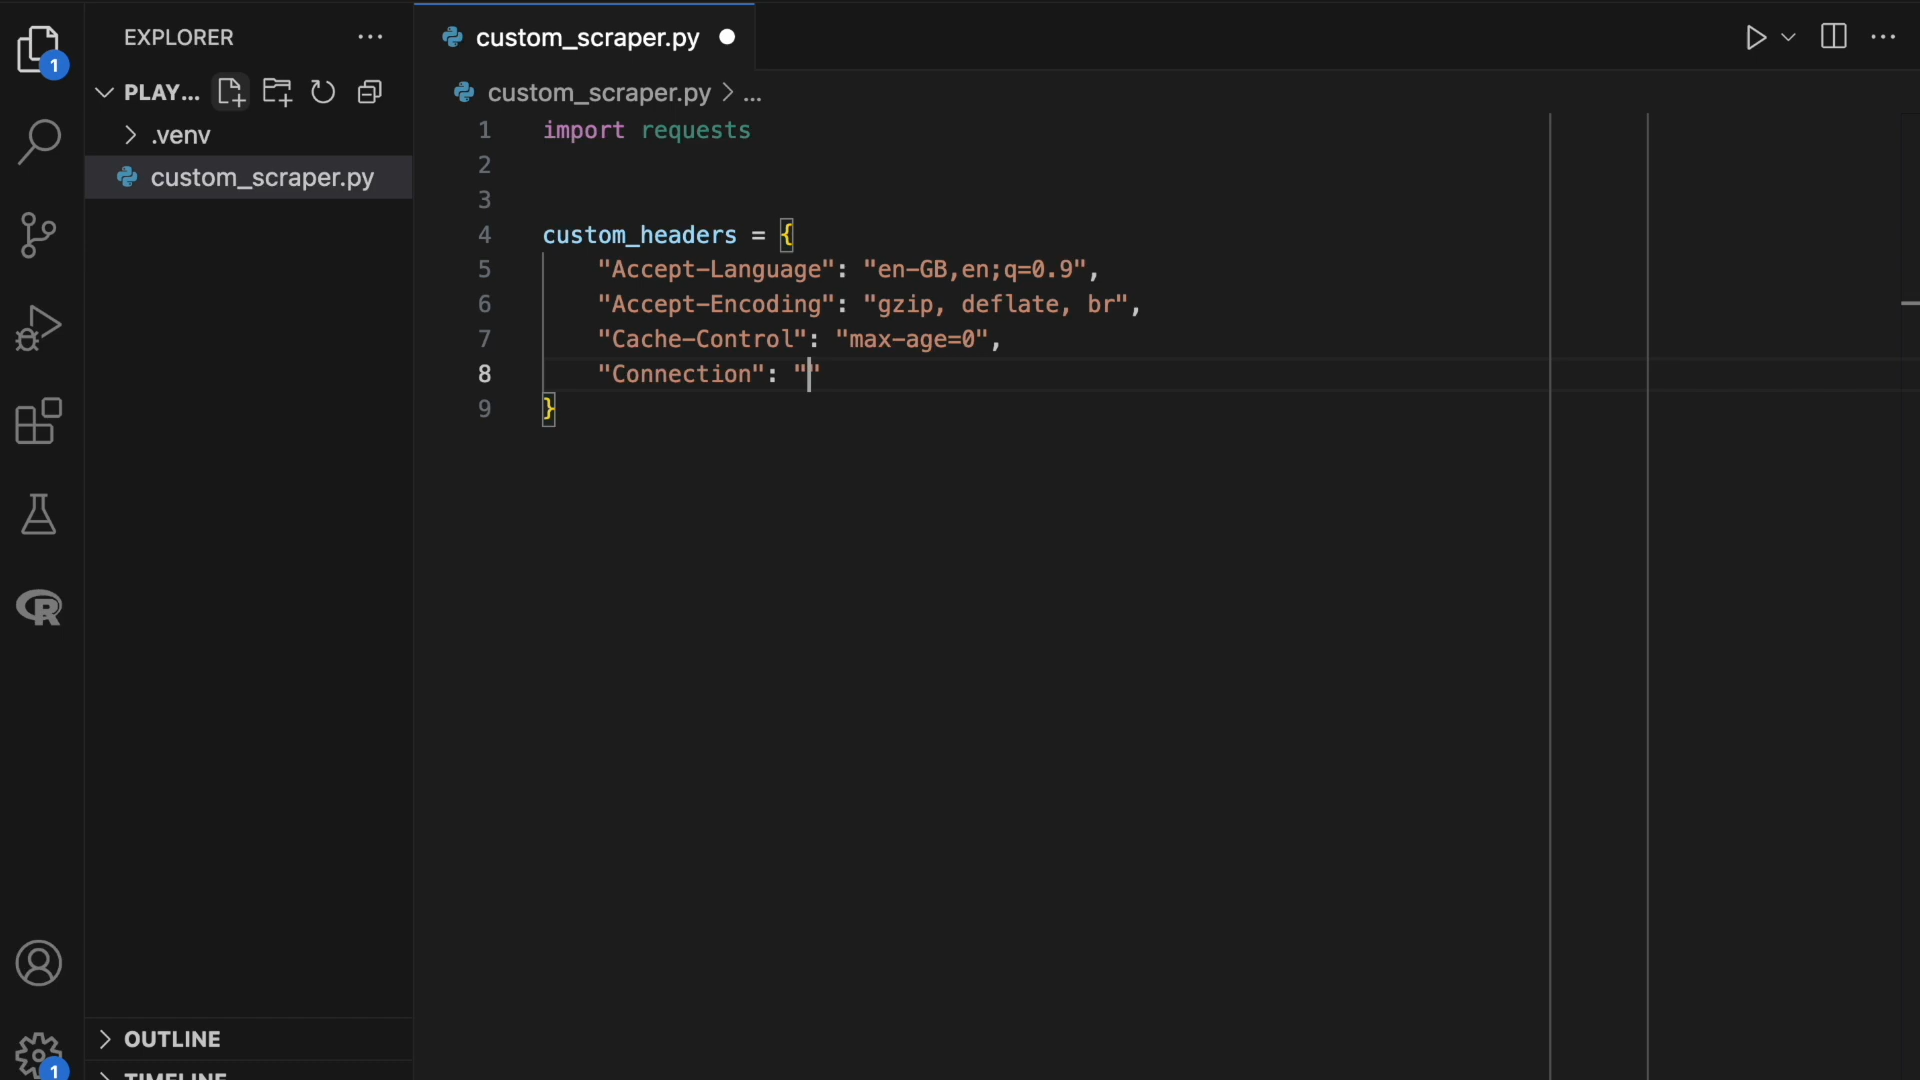 EXPLORER
PLAY...
.venv
custom_scraper.py
OUTLINE
TIMELINE
1
1
custom_scraper.py
custom_scraper.py > ...
1 import requests
2
3
4 custom_headers = {
5 "Accept-Language": "en-GB,en;q=0.9",
6 "Accept-Encoding": "gzip, deflate, br",
7 "Cache-Control": "max-age=0",
8 "Connection": ""
9 }